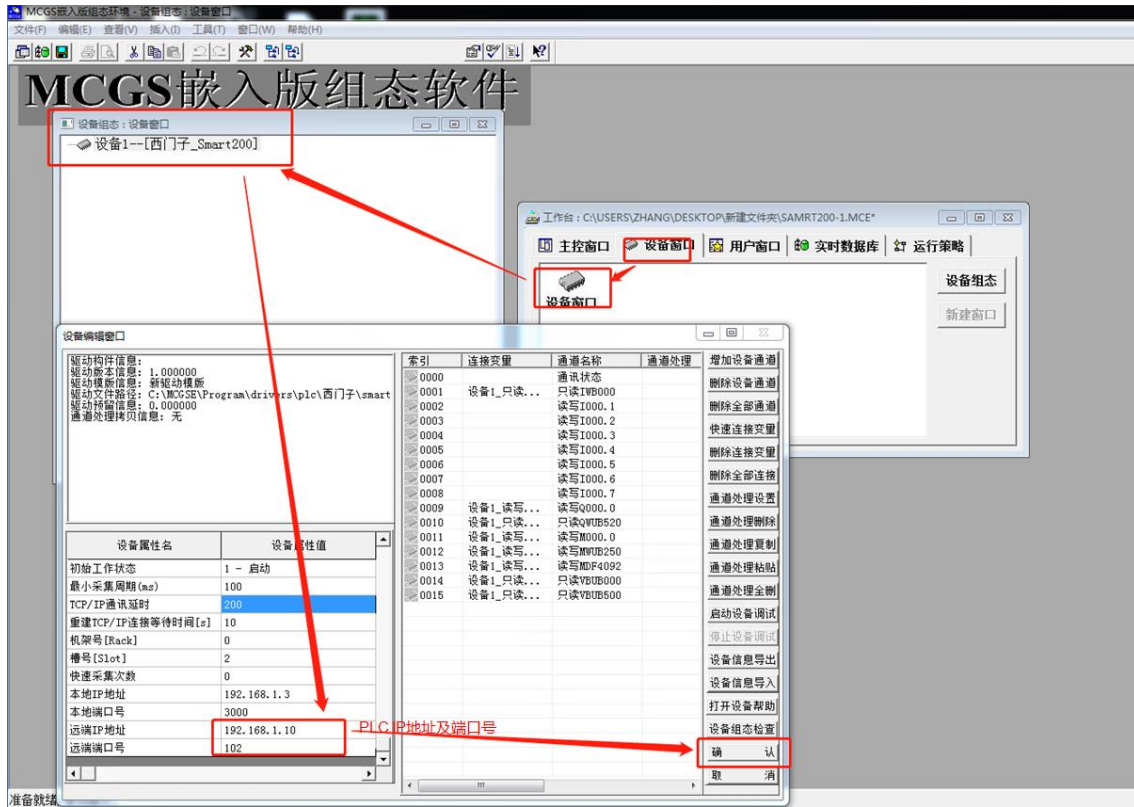 MCGS嵌入版组态环境 - 设备组态 : 设备窗口
文件(F) 编辑(E) 查看(V) 插入(I) 工具(T) 窗口(W) 帮助(H)
MCGS嵌入版组态软件
设备组态 : 设备窗口
设备1--[西门子_Smart200]
工作台 : C:\USERS\ZHANG\DESKTOP\新建文件夹\SAMRT200-1.MCE*
主控窗口 设备窗口 用户窗口 实时数据库 运行策略
设备窗口
设备组态
新建窗口
设备编辑窗口
驱动构件信息:
驱动版本信息: 1.000000
驱动模版信息: 新驱动模版
驱动文件路径: C:\MCGSE\Program\drivers\plc\西门子\smart
驱动预留信息: 0.000000
通道处理拷贝信息: 无
设备属性名 设备属性值
初始工作状态 1 - 启动
最小采集周期(ms) 100
TCP/IP通讯延时 200
重建TCP/IP连接等待时间[s] 10
机架号[Rack] 0
槽号[Slot] 2
快速采集次数 0
本地IP地址 192.168.1.3
本地端口号 3000
远端IP地址 192.168.1.10
远端端口号 102
PLC IP地址及端口号
索引 连接变量 通道名称 通道处理
0000 通讯状态
0001 设备1_只读... 只读IWB000
0002 读写I000.1
0003 读写I000.2
0004 读写I000.3
0005 读写I000.4
0006 读写I000.5
0007 读写I000.6
0008 读写I000.7
0009 设备1_读写... 读写Q000.0
0010 设备1_只读... 只读QWUB520
0011 设备1_读写... 读写M000.0
0012 设备1_读写... 读写MWUB250
0013 设备1_读写... 读写MDF4092
0014 设备1_只读... 只读VBUB000
0015 设备1_只读... 只读VBUB500
增加设备通道
删除设备通道
删除全部通道
快速连接变量
删除连接变量
删除全部连接
通道处理设置
通道处理删除
通道处理复制
通道处理粘贴
通道处理全删
启动设备调试
停止设备调试
设备信息导出
设备信息导入
打开设备帮助
设备组态检查
确 认
取 消
准备就绪